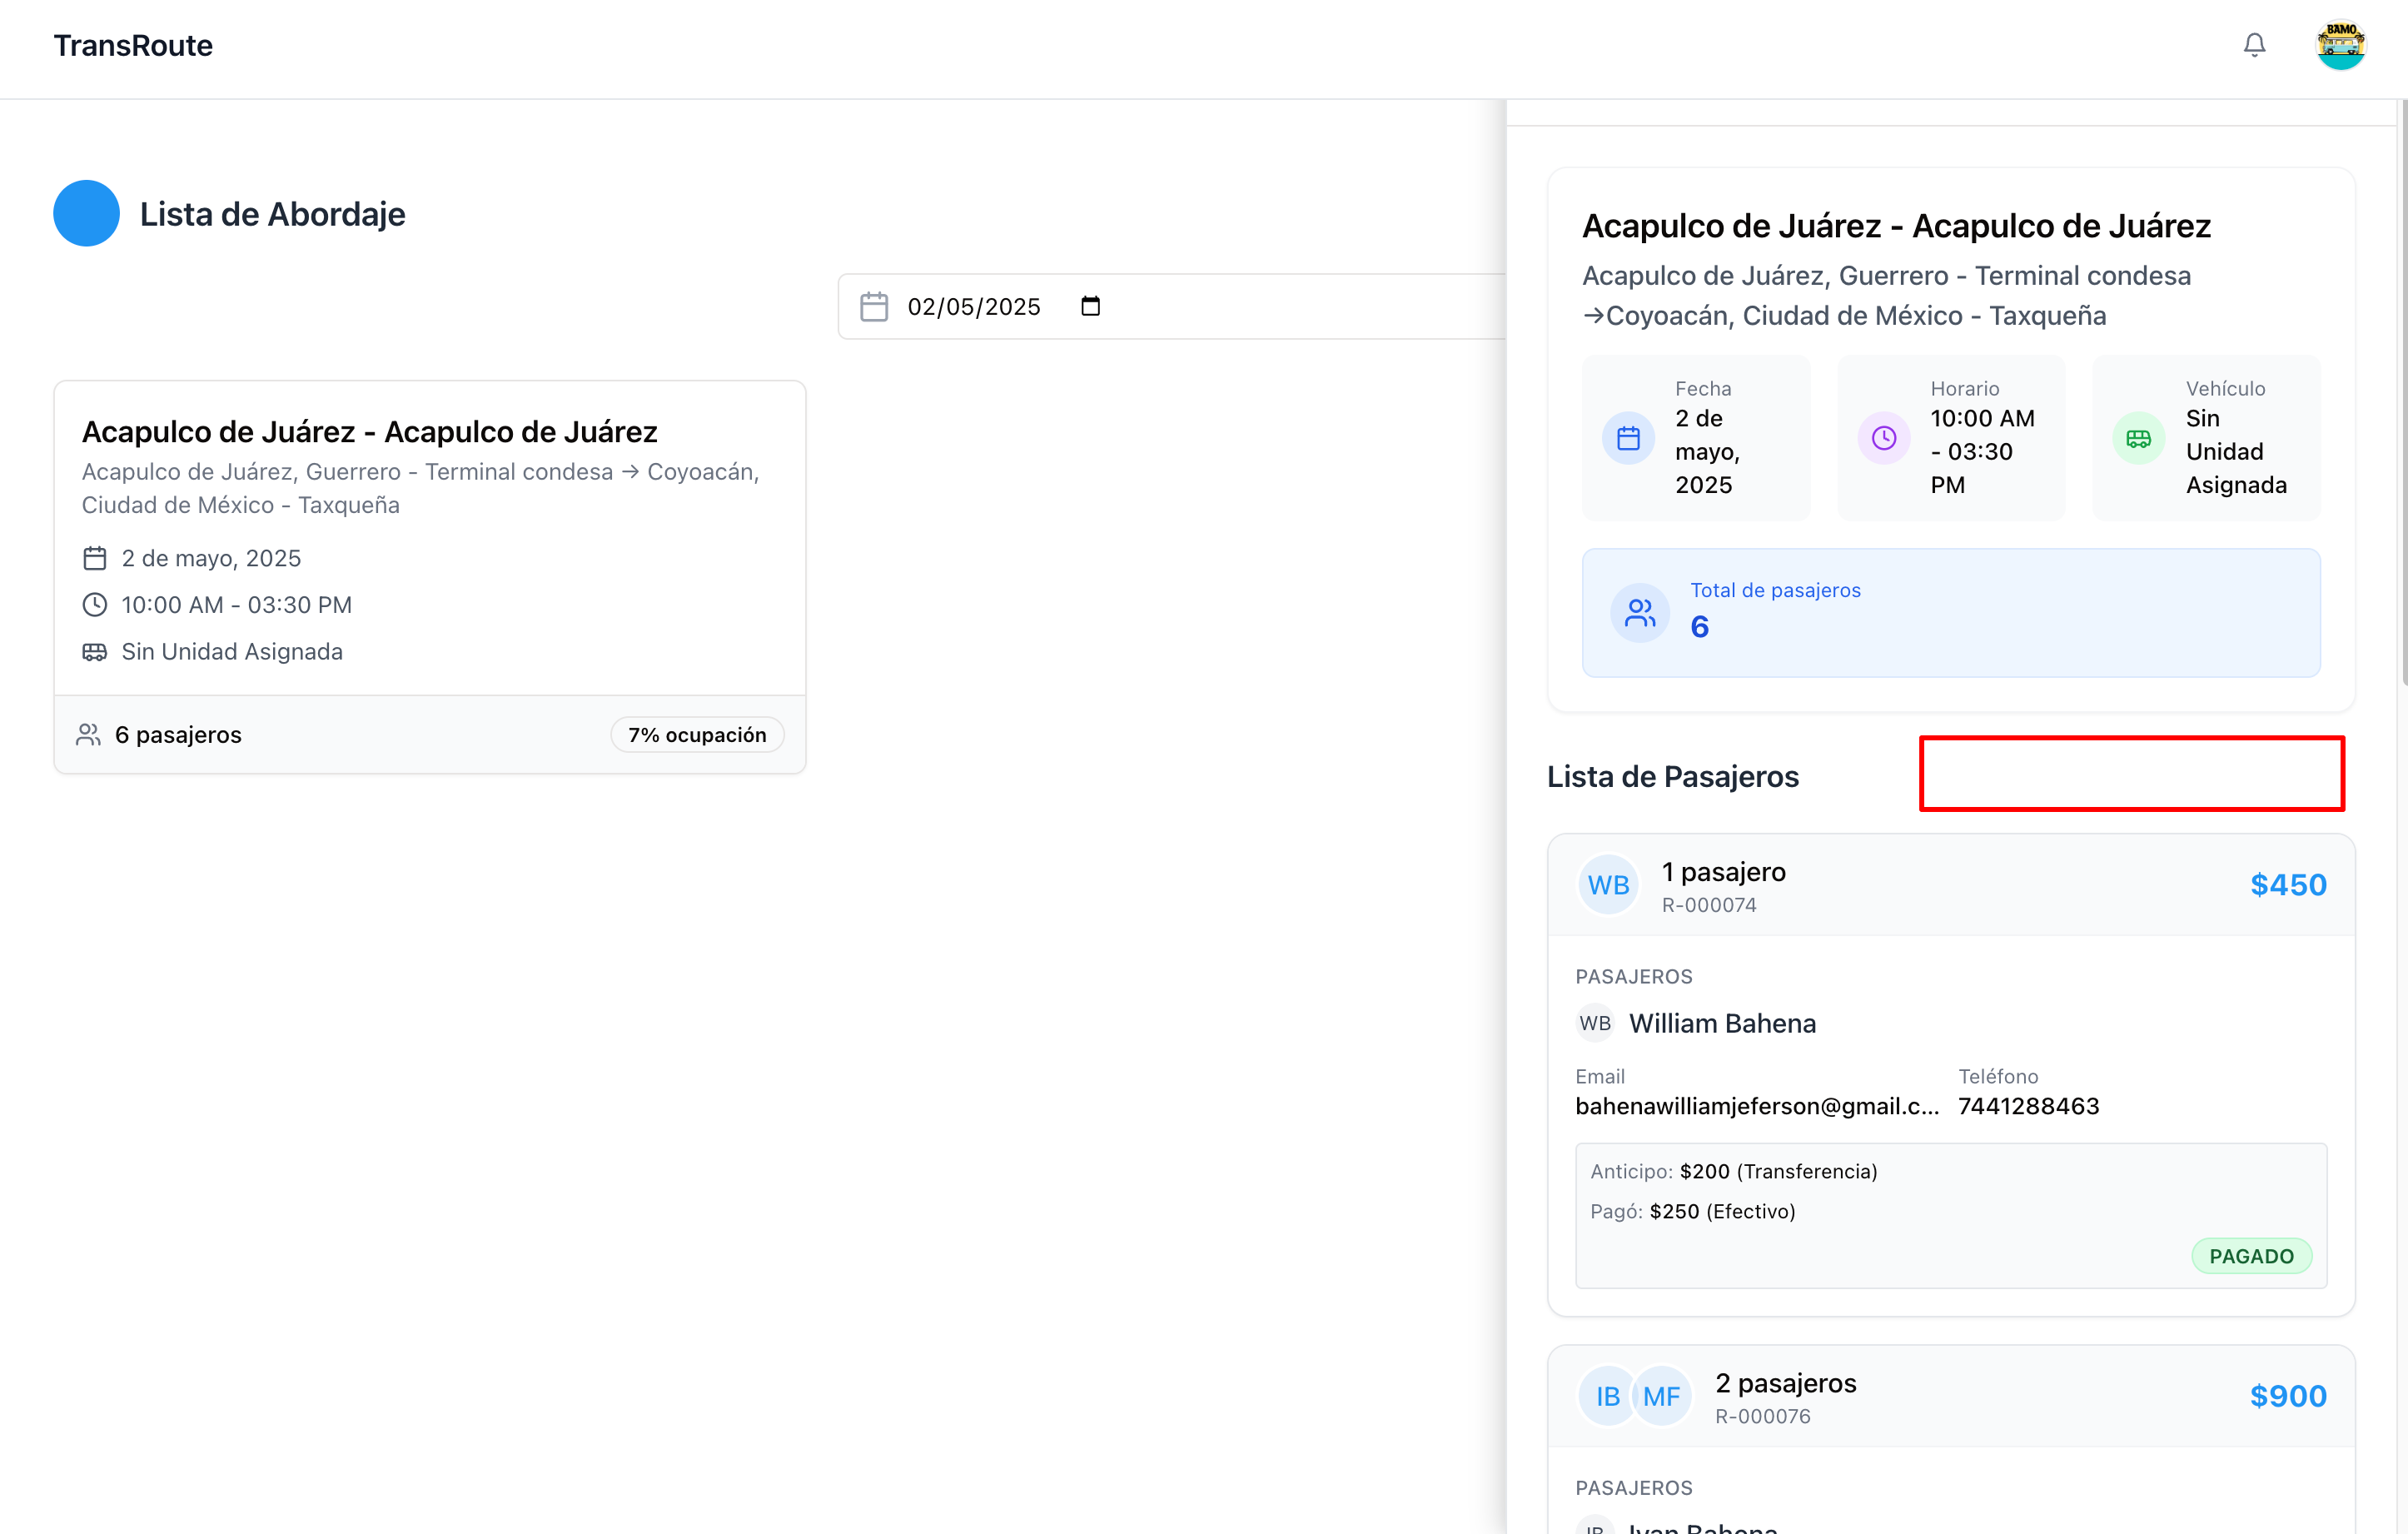 TransRoute
BAMO
Lista de Abordaje
02/05/2025
Acapulco de Juárez - Acapulco de Juárez
Acapulco de Juárez, Guerrero - Terminal condesa → Coyoacán,
Ciudad de México - Taxqueña
2 de mayo, 2025
10:00 AM - 03:30 PM
Sin Unidad Asignada
6 pasajeros
7% ocupación
Acapulco de Juárez - Acapulco de Juárez
Acapulco de Juárez, Guerrero - Terminal condesa
→Coyoacán, Ciudad de México - Taxqueña
Fecha
2 de
mayo,
2025
Horario
10:00 AM
- 03:30
PM
Vehículo
Sin
Unidad
Asignada
Total de pasajeros
6
Lista de Pasajeros
WB
1 pasajero
R-000074
$450
PASAJEROS
WB William Bahena
Email
bahenawilliamjeferson@gmail.c...
Teléfono
7441288463
Anticipo: $200 (Transferencia)
Pagó: $250 (Efectivo)
PAGADO
IB MF
2 pasajeros
R-000076
$900
PASAJEROS
IB Ivan Bahena